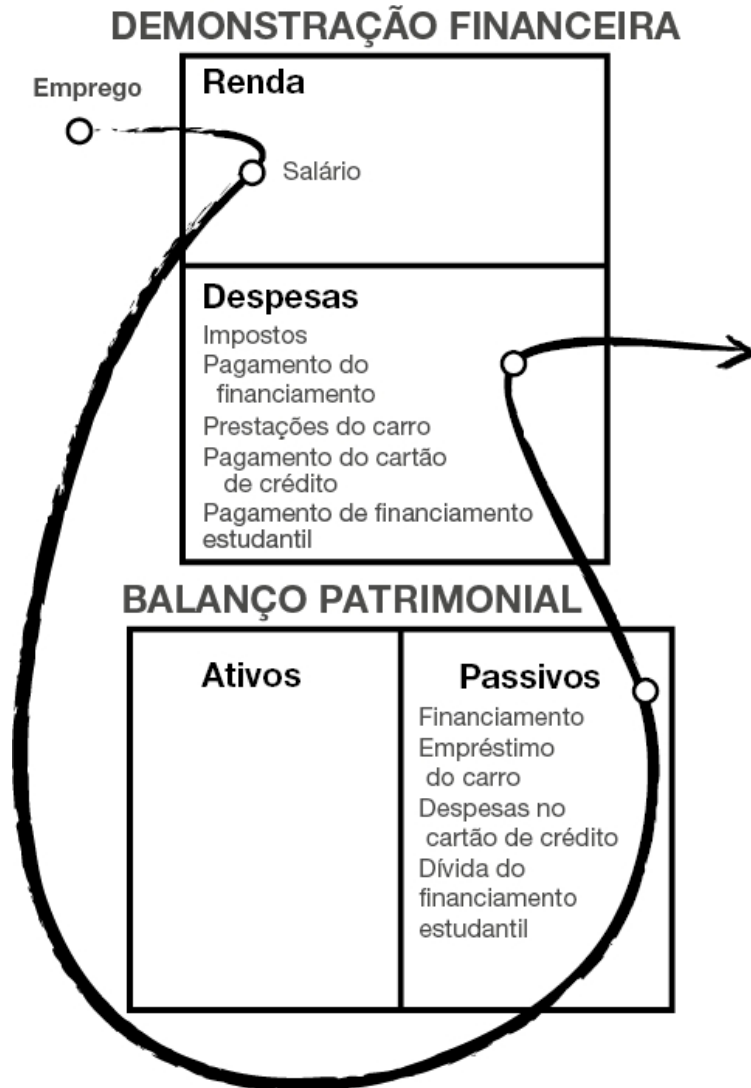 DEMONSTRAÇÃO FINANCEIRA
Emprego
Renda
Salário
Despesas
Impostos
Pagamento do
financiamento
Prestações do carro
Pagamento do cartão
de crédito
Pagamento de financiamento
estudantil
BALANÇO PATRIMONIAL
Ativos
Passivos
Financiamento
Empréstimo
do carro
Despesas no
cartão de crédito
Dívida do
financiamento
estudantil